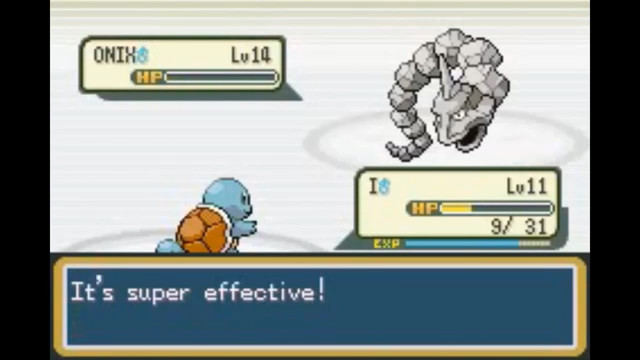 ONIX♂ Lv14
HP
I♂ Lv11
HP
9/ 31
EXP
It's super effective!